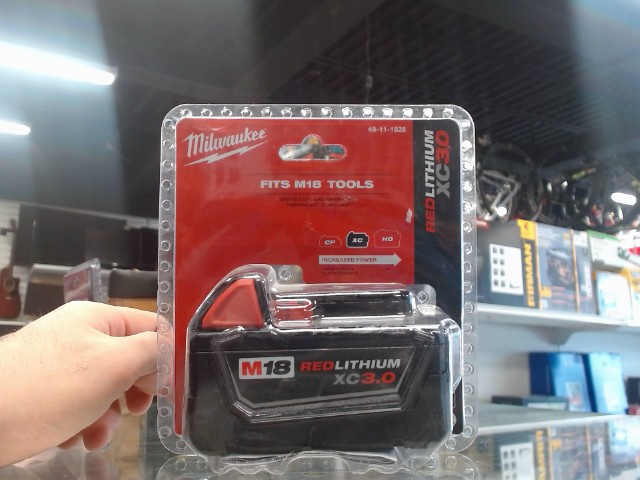 Milwaukee
48-11-1828
FITS M18 TOOLS
REDLITHIUM
XC3.0
CP XC HD
INCREASED POWER
M18 REDLITHIUM
XC3.0
FIRMAN